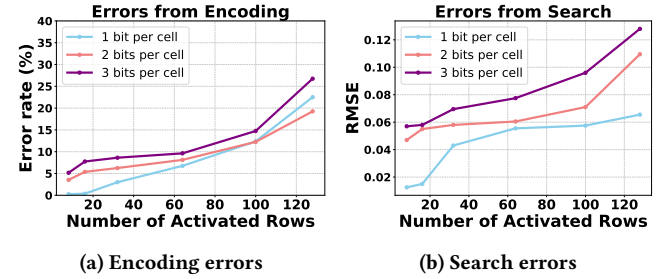 Errors from Encoding
1 bit per cell
2 bits per cell
3 bits per cell
Error rate (%)
40
35
30
25
20
15
10
5
0
20 40 60 80 100 120
Number of Activated Rows
(a) Encoding errors
Errors from Search
1 bit per cell
2 bits per cell
3 bits per cell
RMSE
0.12
0.10
0.08
0.06
0.04
0.02
20 40 60 80 100 120
Number of Activated Rows
(b) Search errors